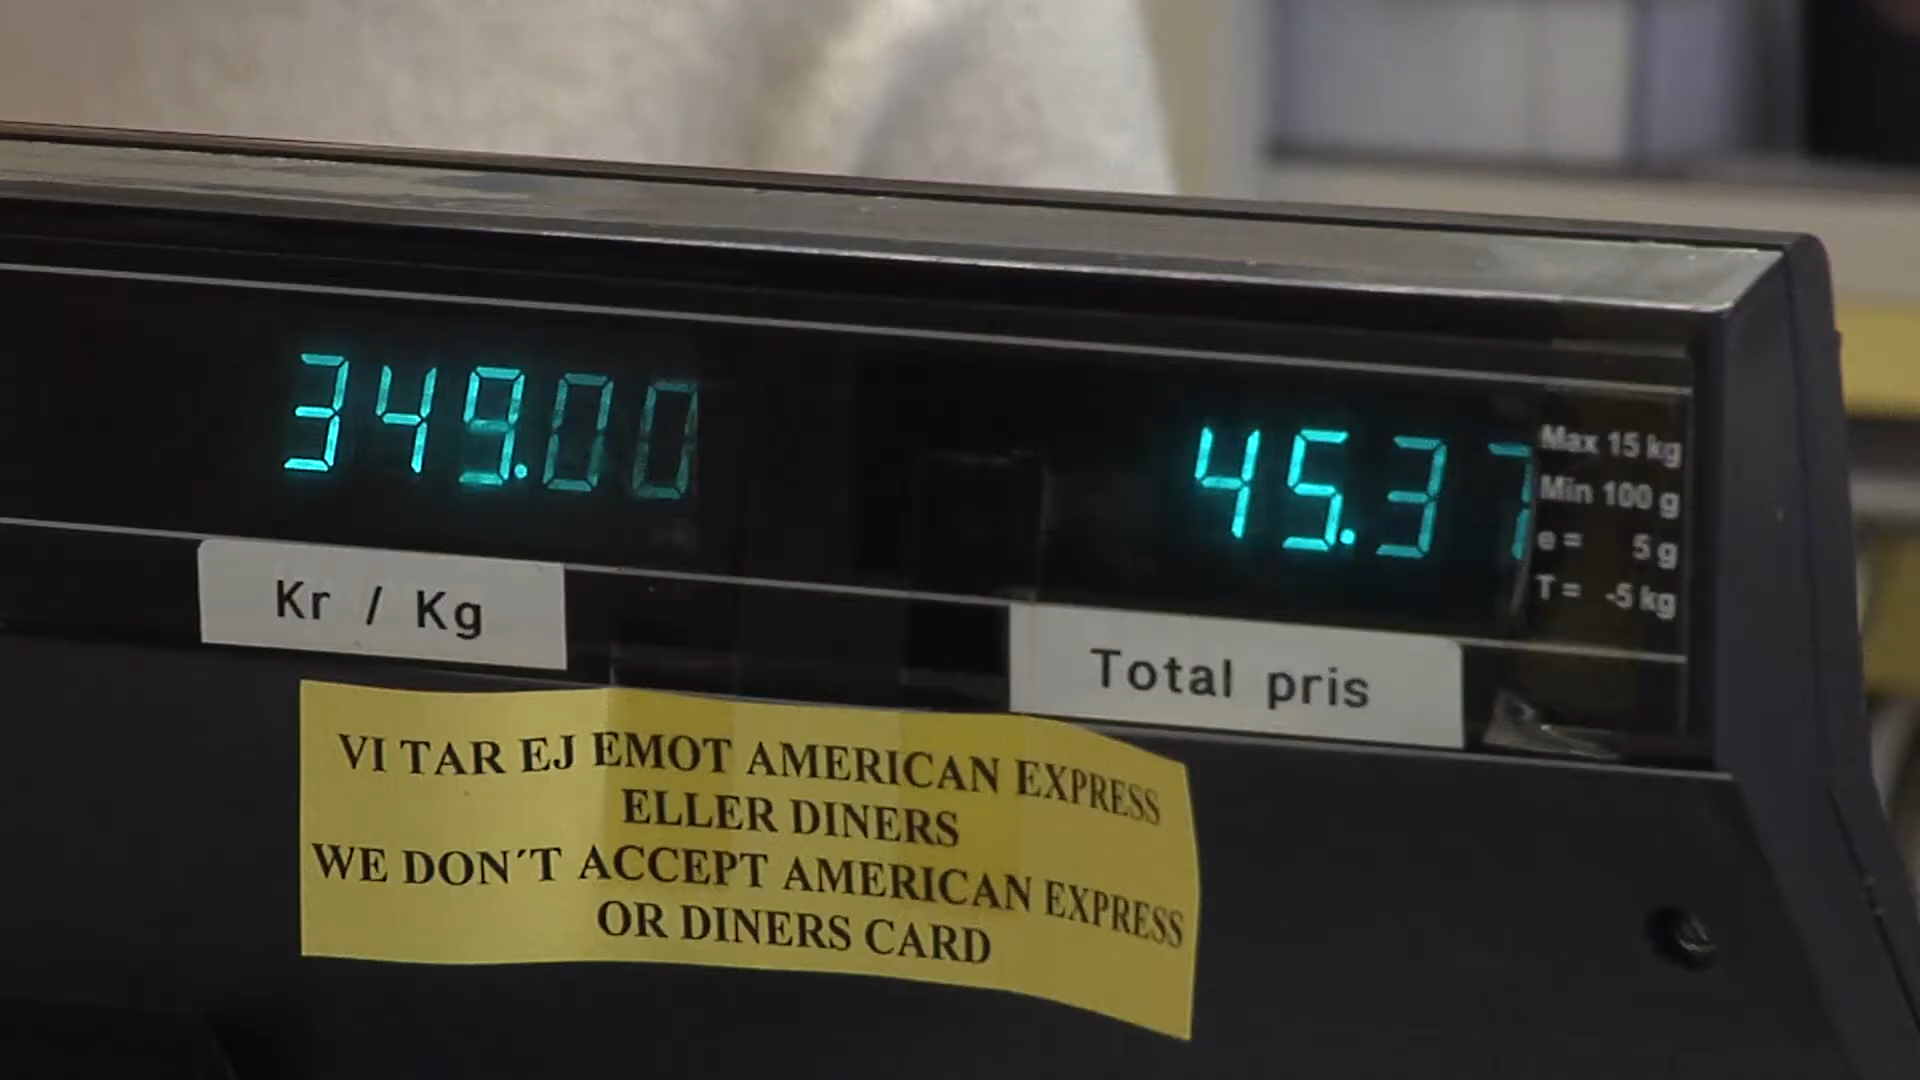 349.00
45.37
Max 15 kg
Min 100 g
e = 5 g
T = -5 kg
Kr / Kg
Total pris
VI TAR EJ EMOT AMERICAN EXPRESS
ELLER DINERS
WE DON´T ACCEPT AMERICAN EXPRESS
OR DINERS CARD